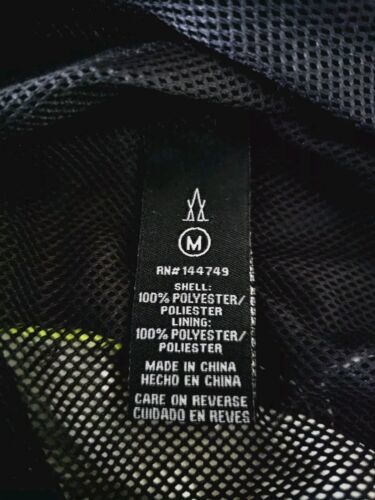 M
RN# 144749
SHELL:
100% POLYESTER/
POLIESTER
LINING:
100% POLYESTER/
POLIESTER
MADE IN CHINA
HECHO EN CHINA
CARE ON REVERSE
CUIDADO EN REVES